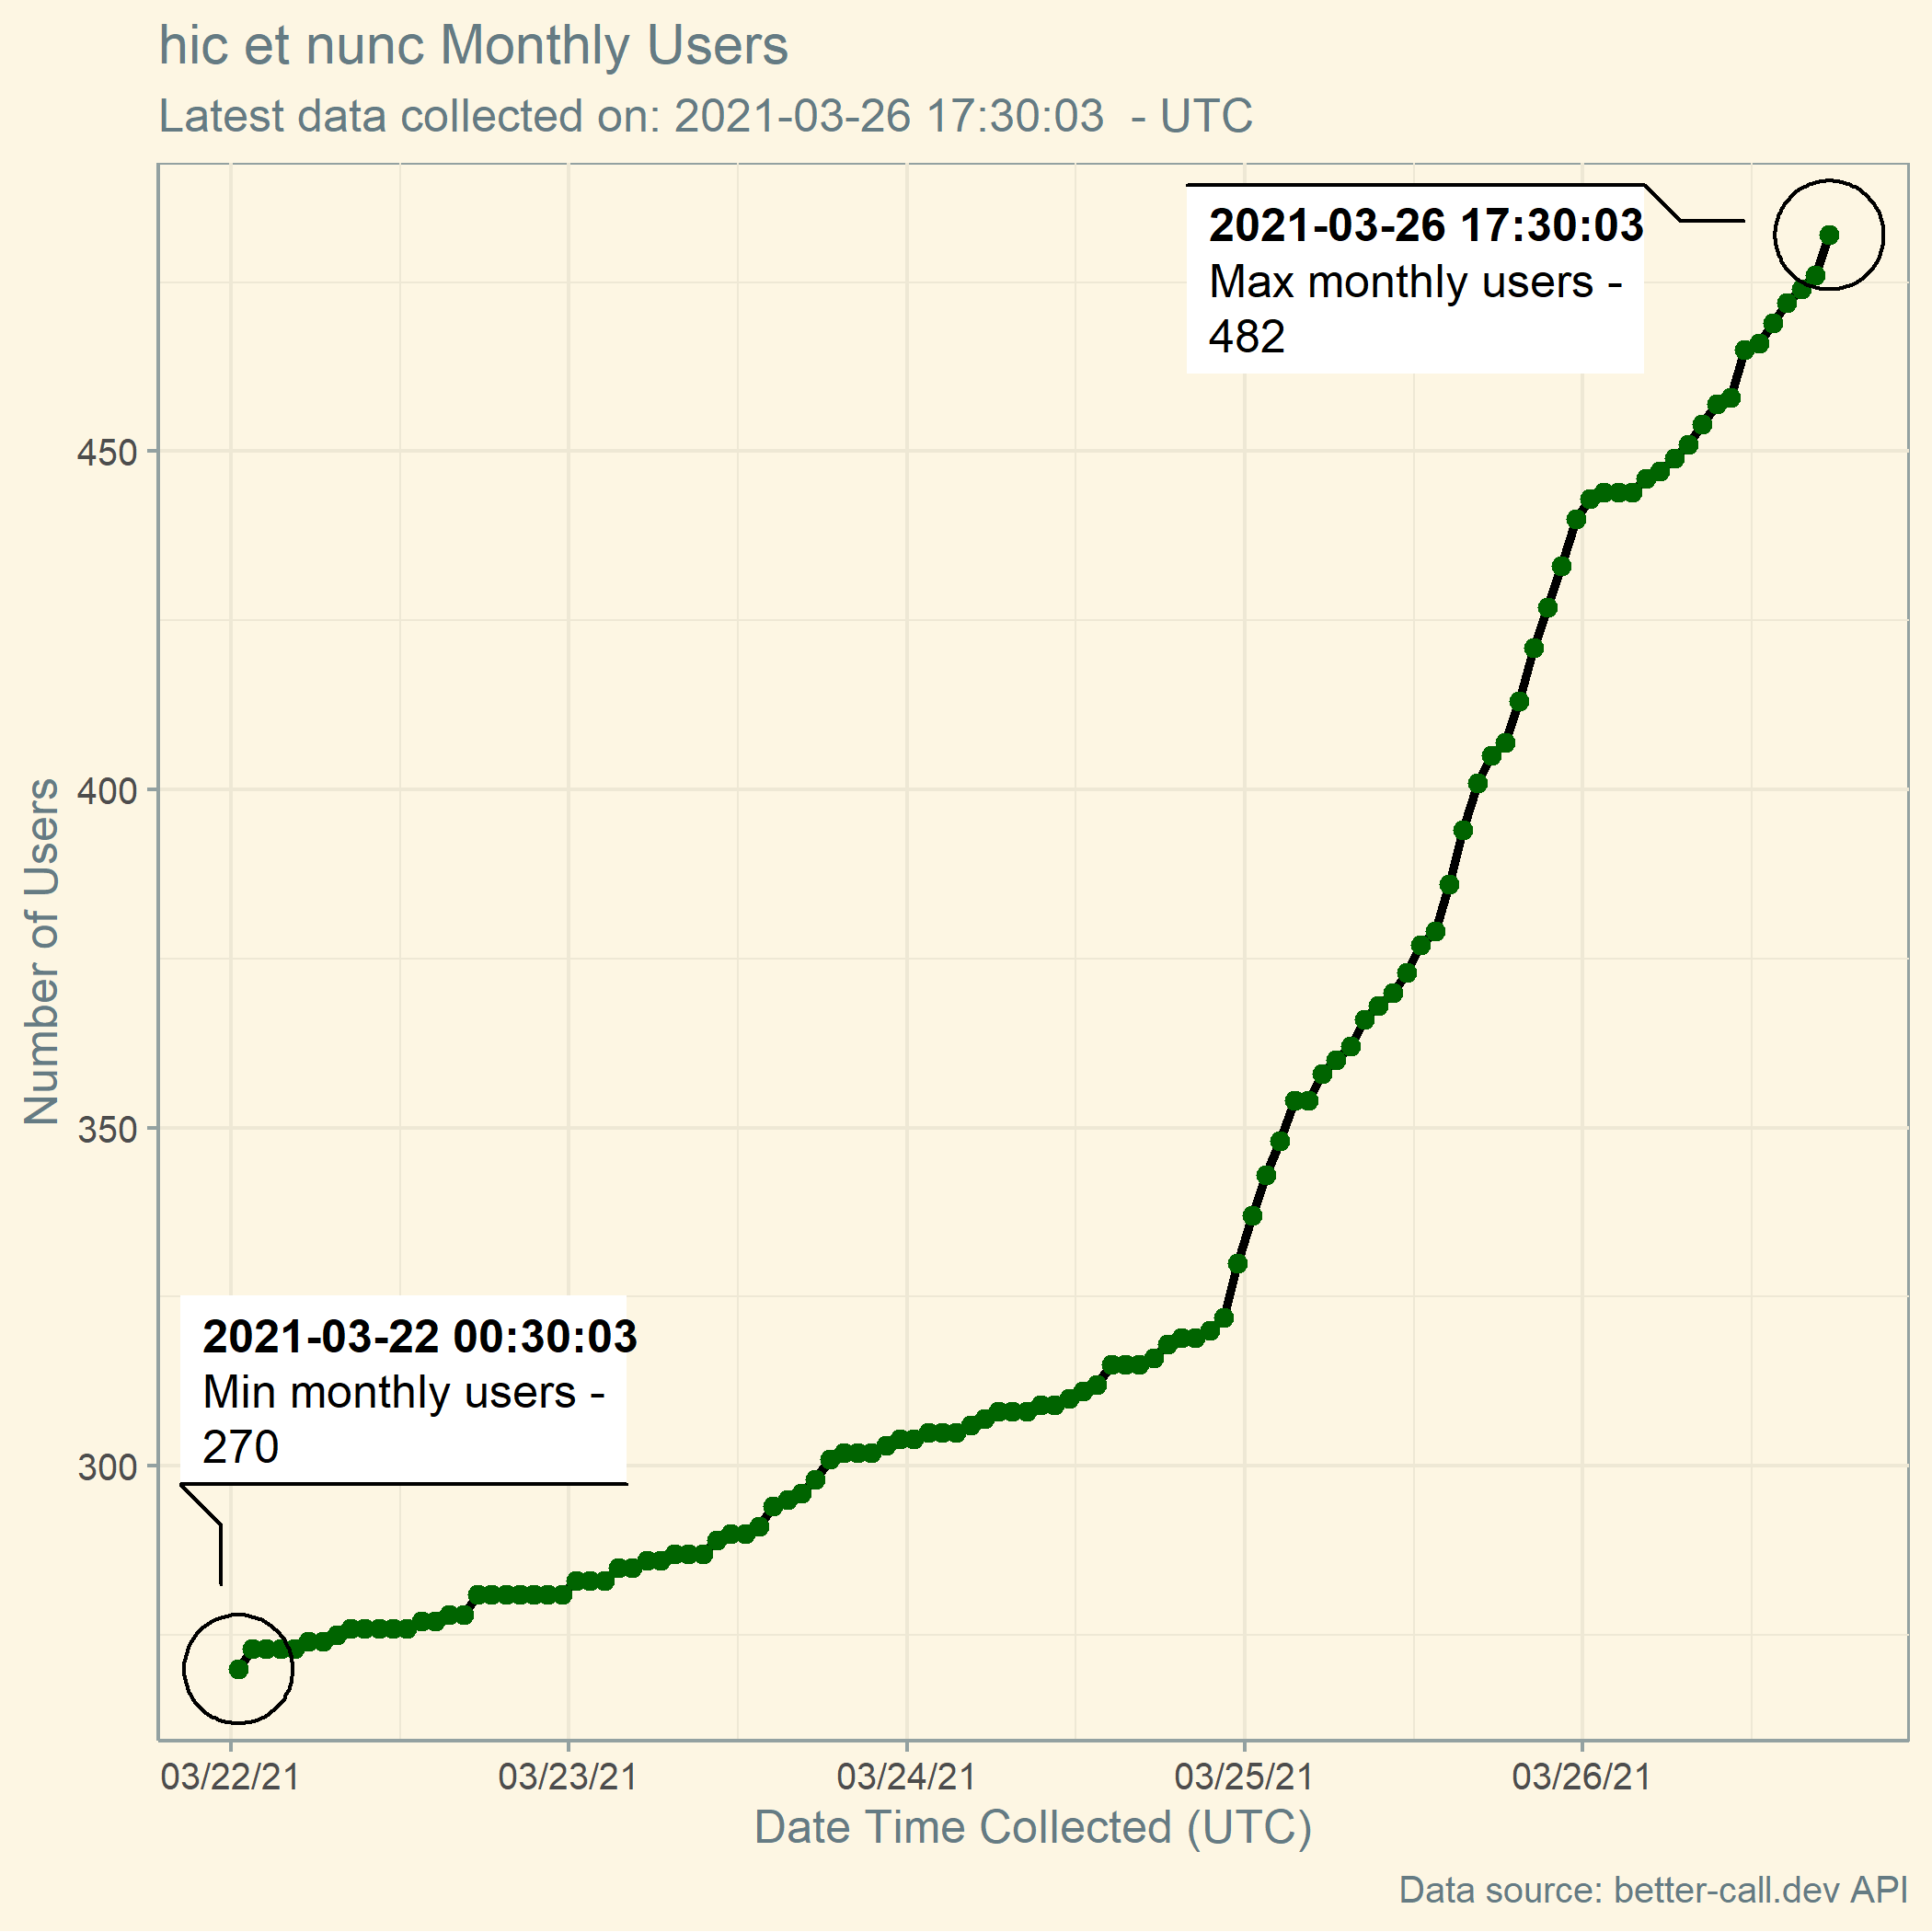 hic et nunc Monthly Users
Latest data collected on: 2021-03-26 17:30:03  - UTC
2021-03-26 17:30:03
Max monthly users -
482
450
400
350
300
Number of Users
2021-03-22 00:30:03
Min monthly users -
270
03/22/21
03/23/21
03/24/21
03/25/21
03/26/21
Date Time Collected (UTC)
Data source: better-call.dev API